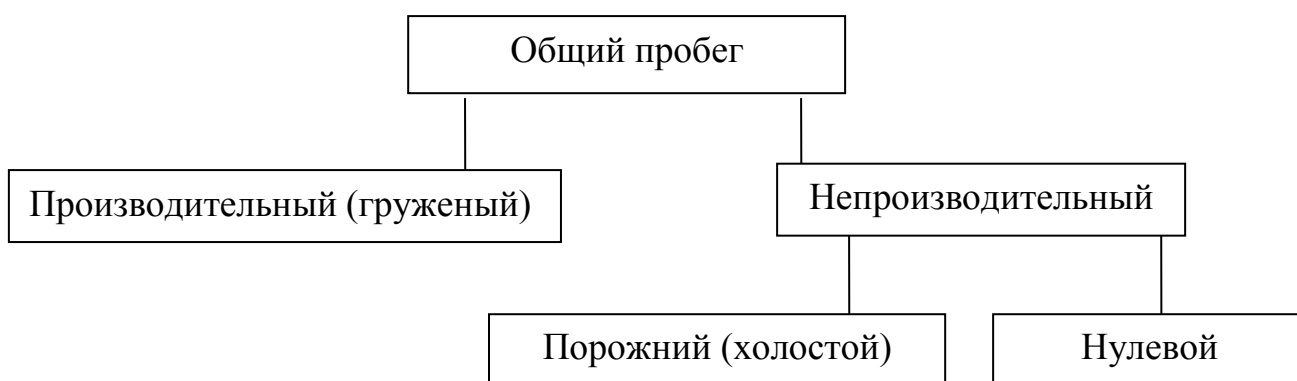 Общий пробег
Производительный (груженый)
Непроизводительный
Порожний (холостой)
Нулевой